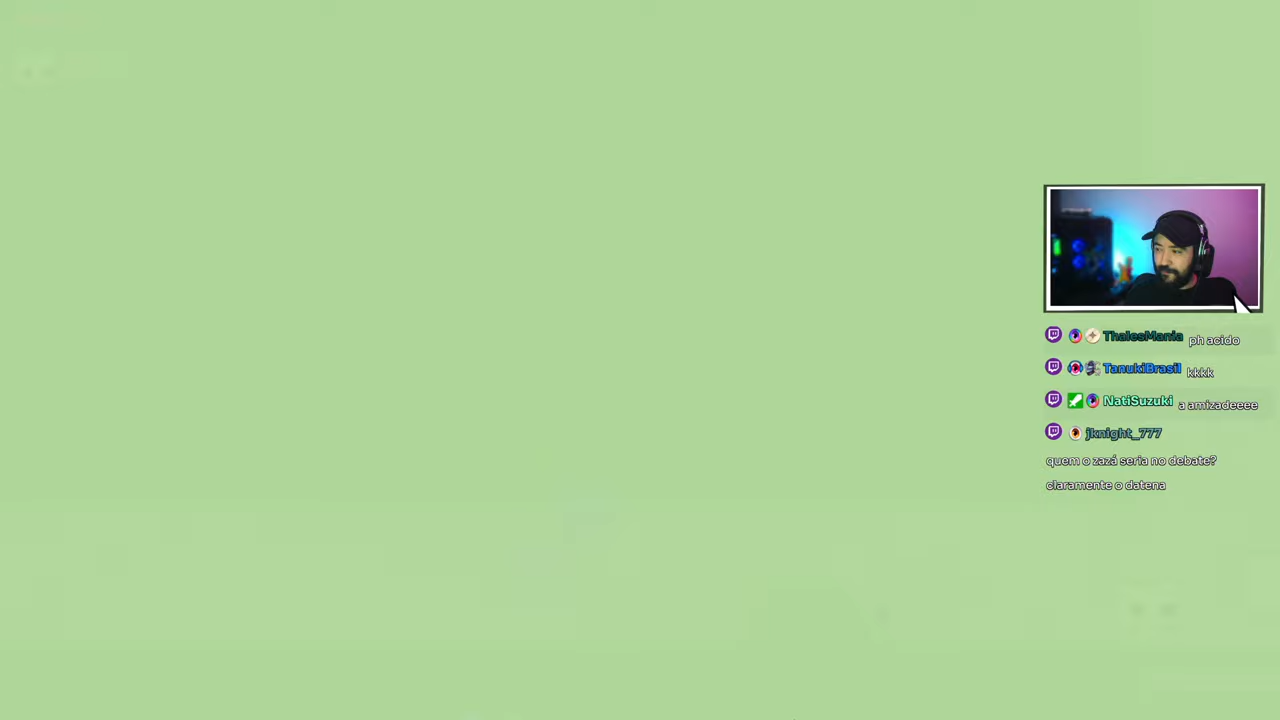 ThalesMania ph acido
TanukiBrasil kkkk
NatiSuzuki a amizadeeee
jknight_777
quem o zazá seria no debate?
claramente o datena